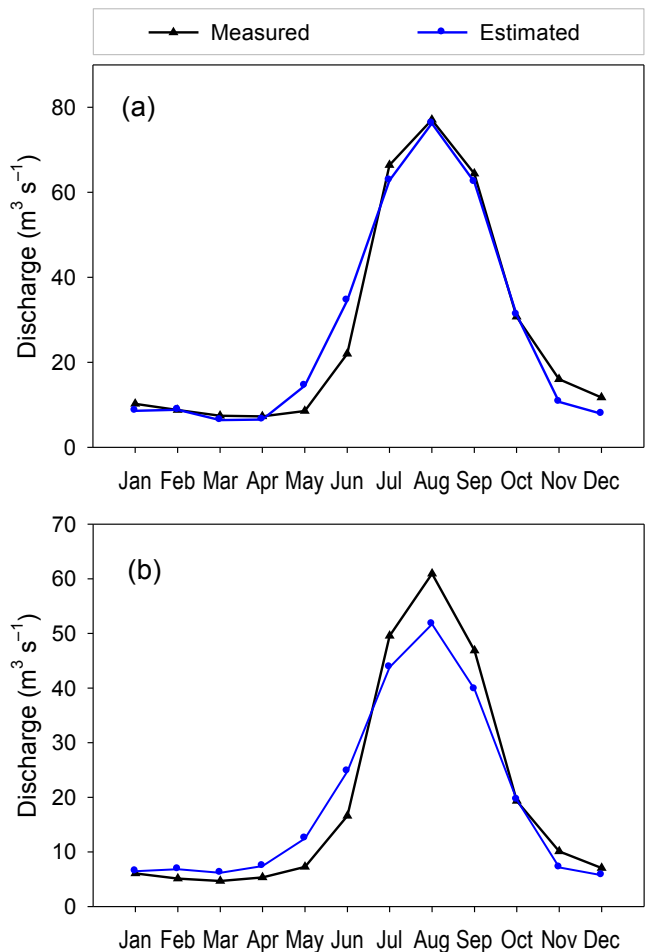 Measured Estimated
(a)
Discharge (m³ s⁻¹)
80
60
40
20
0
Jan Feb Mar Apr May Jun Jul Aug Sep Oct Nov Dec
(b)
Discharge (m³ s⁻¹)
70
60
50
40
30
20
10
0
Jan Feb Mar Apr May Jun Jul Aug Sep Oct Nov Dec